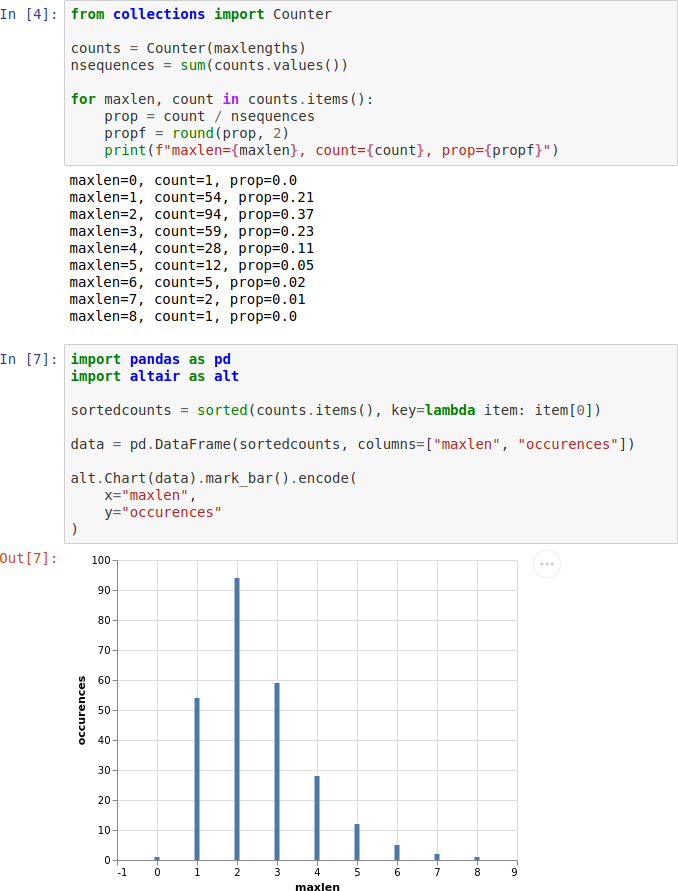 In [4]: from collections import Counter
counts = Counter(maxlengths)
nsequences = sum(counts.values())
for maxlen, count in counts.items():
    prop = count / nsequences
    propf = round(prop, 2)
    print(f"maxlen={maxlen}, count={count}, prop={propf}")
maxlen=0, count=1, prop=0.0
maxlen=1, count=54, prop=0.21
maxlen=2, count=94, prop=0.37
maxlen=3, count=59, prop=0.23
maxlen=4, count=28, prop=0.11
maxlen=5, count=12, prop=0.05
maxlen=6, count=5, prop=0.02
maxlen=7, count=2, prop=0.01
maxlen=8, count=1, prop=0.0
In [7]: import pandas as pd
import altair as alt
sortedcounts = sorted(counts.items(), key=lambda item: item[0])
data = pd.DataFrame(sortedcounts, columns=["maxlen", "occurences"])
alt.Chart(data).mark_bar().encode(
    x="maxlen",
    y="occurences"
)
Out[7]:
100
90
80
70
60
50
40
30
20
10
0
occurences
-1 0 1 2 3 4 5 6 7 8 9
maxlen